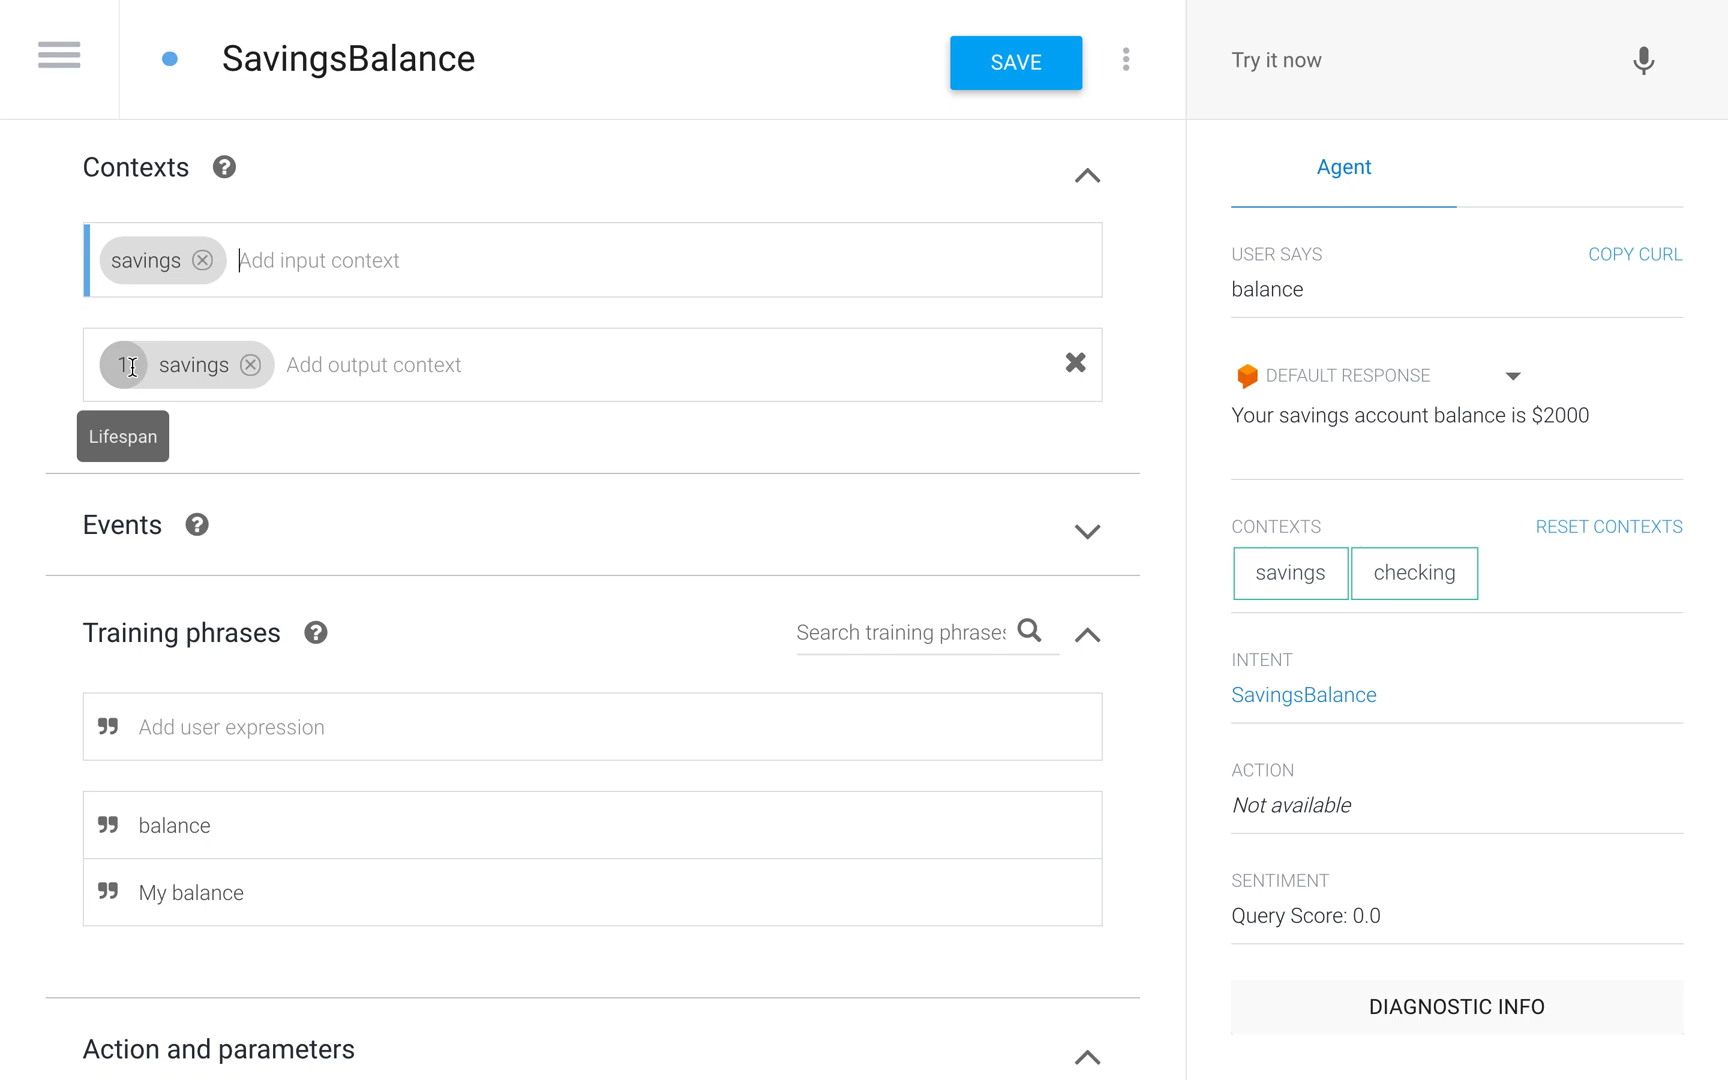 SavingsBalance
SAVE
Try it now
Contexts
savings Add input context
1 savings Add output context
Lifespan
Events
Training phrases
Search training phrases
Add user expression
balance
My balance
Action and parameters
Agent
USER SAYS
COPY CURL
balance
DEFAULT RESPONSE
Your savings account balance is $2000
CONTEXTS
RESET CONTEXTS
savings
checking
INTENT
SavingsBalance
ACTION
Not available
SENTIMENT
Query Score: 0.0
DIAGNOSTIC INFO